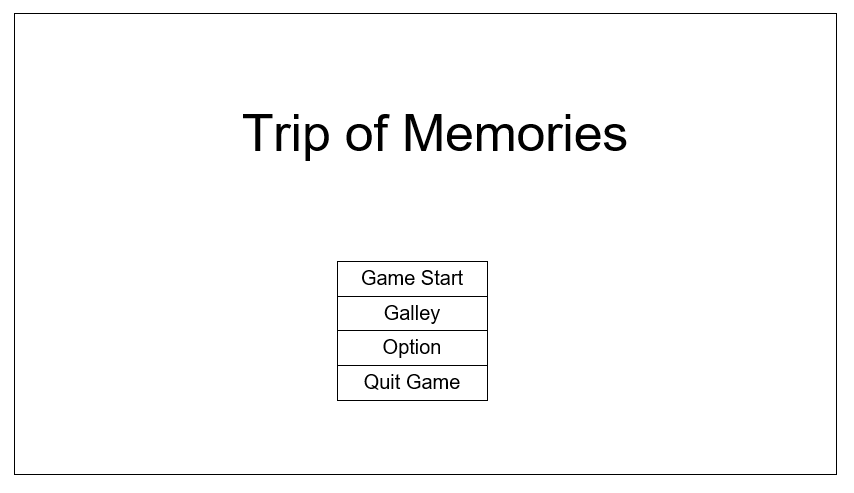 Trip of Memories
Game Start
Galley
Option
Quit Game